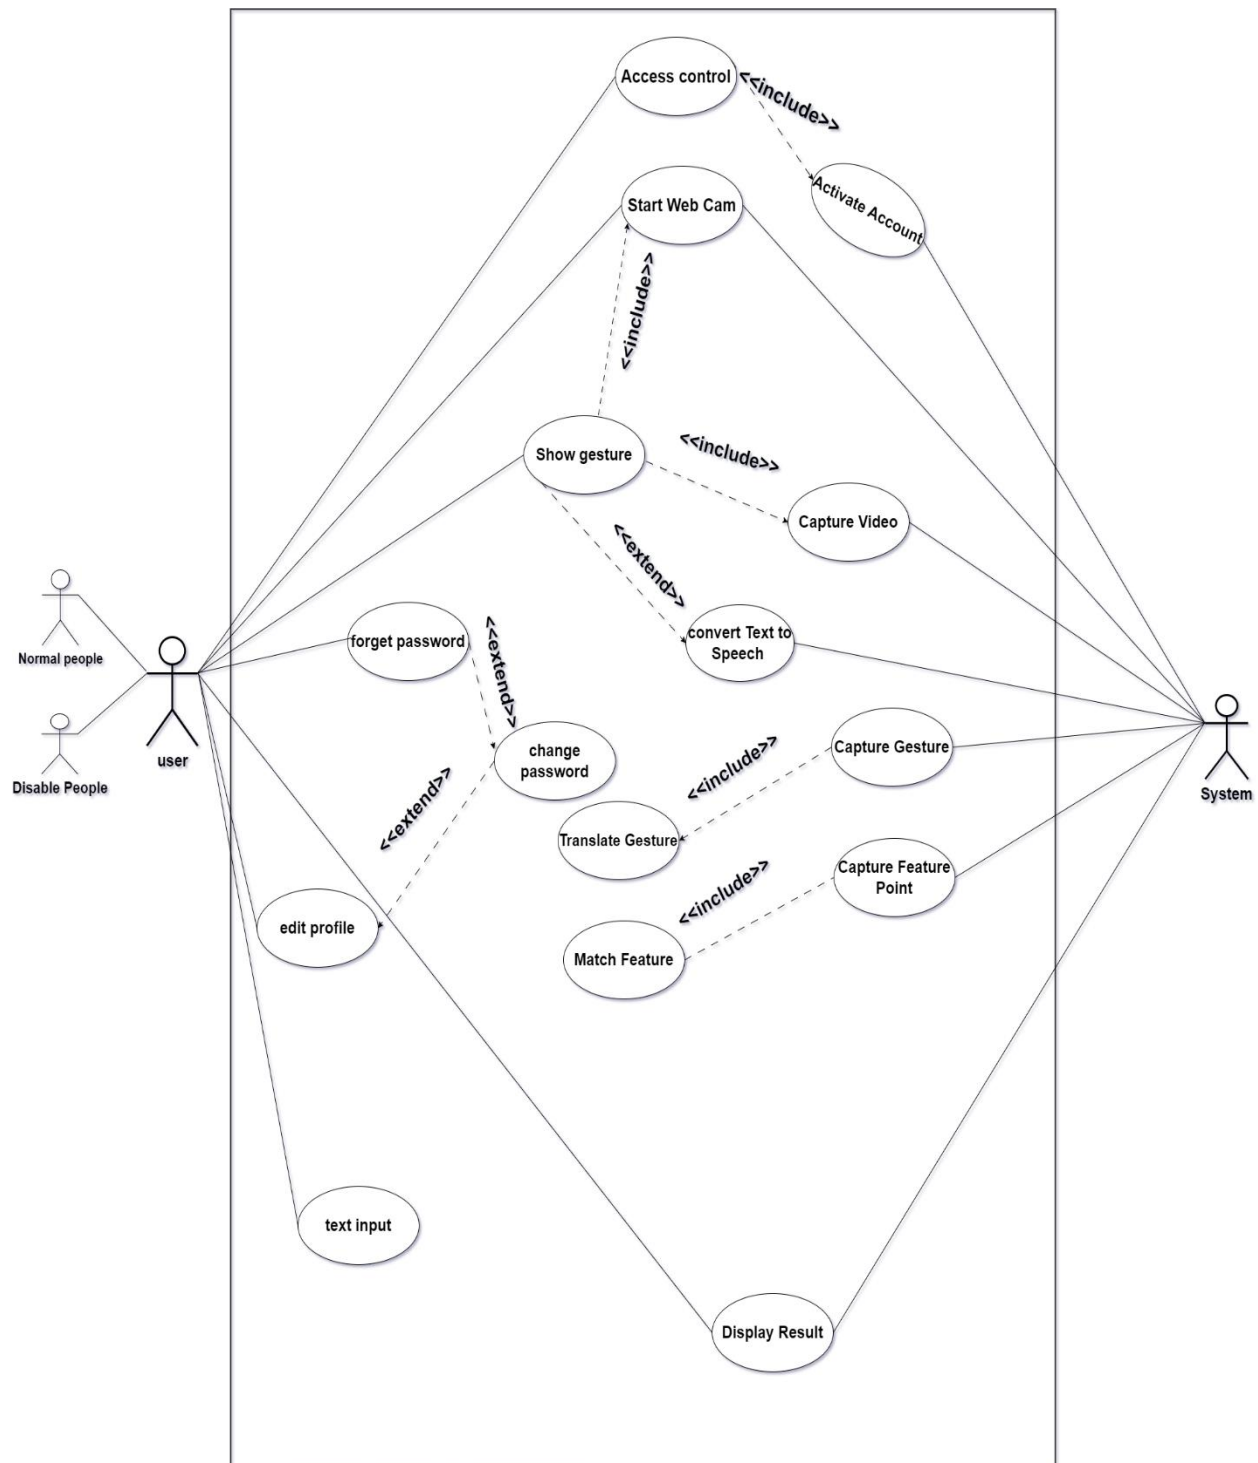 Access control
<<include>>
Activate Account
Start Web Cam
<<include>>
Show gesture
<<include>>
Capture Video
<<extend>>
convert Text to
Speech
forget password
<<extend>>
Normal people
Disable People
user
change
password
<<extend>>
Capture Gesture
<<include>>
Translate Gesture
System
Capture Feature
Point
<<include>>
edit profile
Match Feature
text input
Display Result